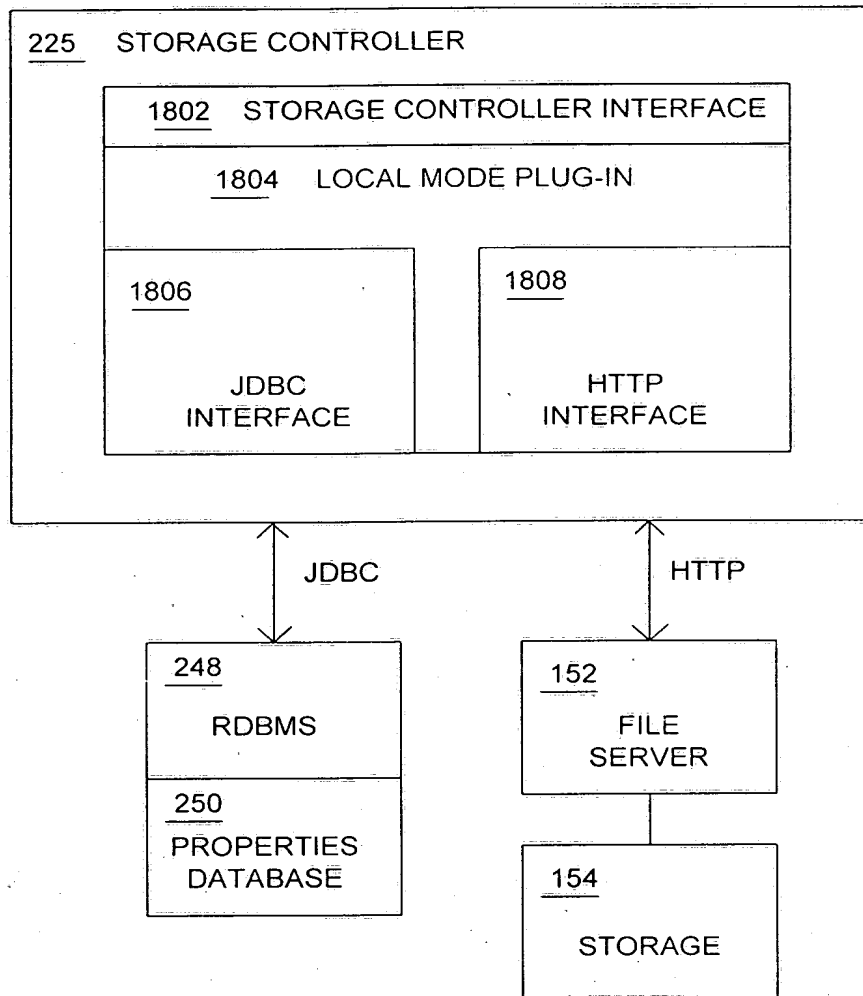 225 STORAGE CONTROLLER
1802 STORAGE CONTROLLER INTERFACE
1804 LOCAL MODE PLUG-IN
1806
JDBC
INTERFACE
1808
HTTP
INTERFACE
JDBC
HTTP
248
RDBMS
250
PROPERTIES
DATABASE
152
FILE
SERVER
154
STORAGE